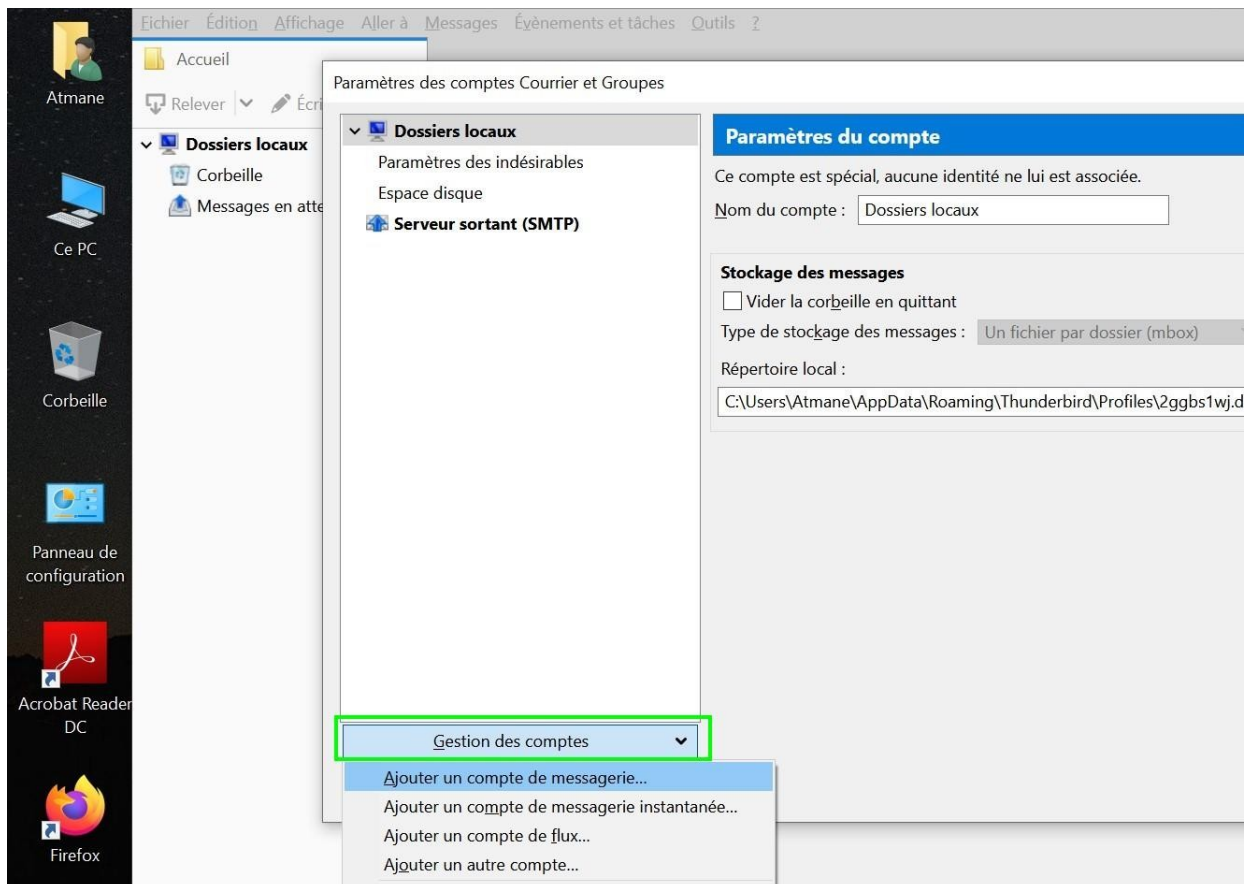 Fichier Édition Affichage Aller à Messages Évènements et tâches Outils ?
Accueil
Relever Écri
Dossiers locaux
Corbeille
Messages en atte
Atmane
Ce PC
Corbeille
Panneau de
configuration
Acrobat Reader
DC
Firefox
Paramètres des comptes Courrier et Groupes
Dossiers locaux
Paramètres des indésirables
Espace disque
Serveur sortant (SMTP)
Paramètres du compte
Ce compte est spécial, aucune identité ne lui est associée.
Nom du compte : Dossiers locaux
Stockage des messages
Vider la corbeille en quittant
Type de stockage des messages : Un fichier par dossier (mbox)
Répertoire local :
C:\Users\Atmane\AppData\Roaming\Thunderbird\Profiles\2ggbs1wj.d
Gestion des comptes
Ajouter un compte de messagerie...
Ajouter un compte de messagerie instantanée...
Ajouter un compte de flux...
Ajouter un autre compte...